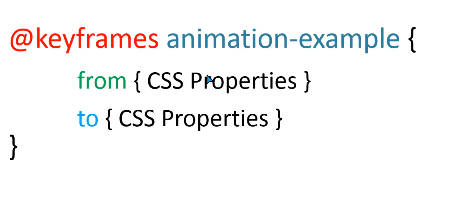 @keyframes animation-example {
from { CSS Properties }
to { CSS Properties }
}